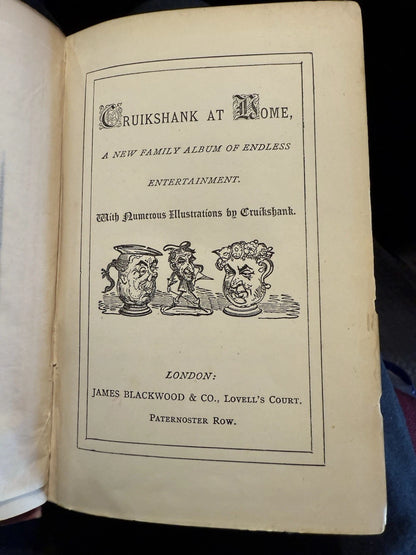 CRUIKSHANK AT HOME,
A NEW FAMILY ALBUM OF ENDLESS
ENTERTAINMENT.
With Numerous Illustrations by Cruikshank.
LONDON:
JAMES BLACKWOOD & CO., LOVELL'S COURT.
PATERNOSTER ROW.